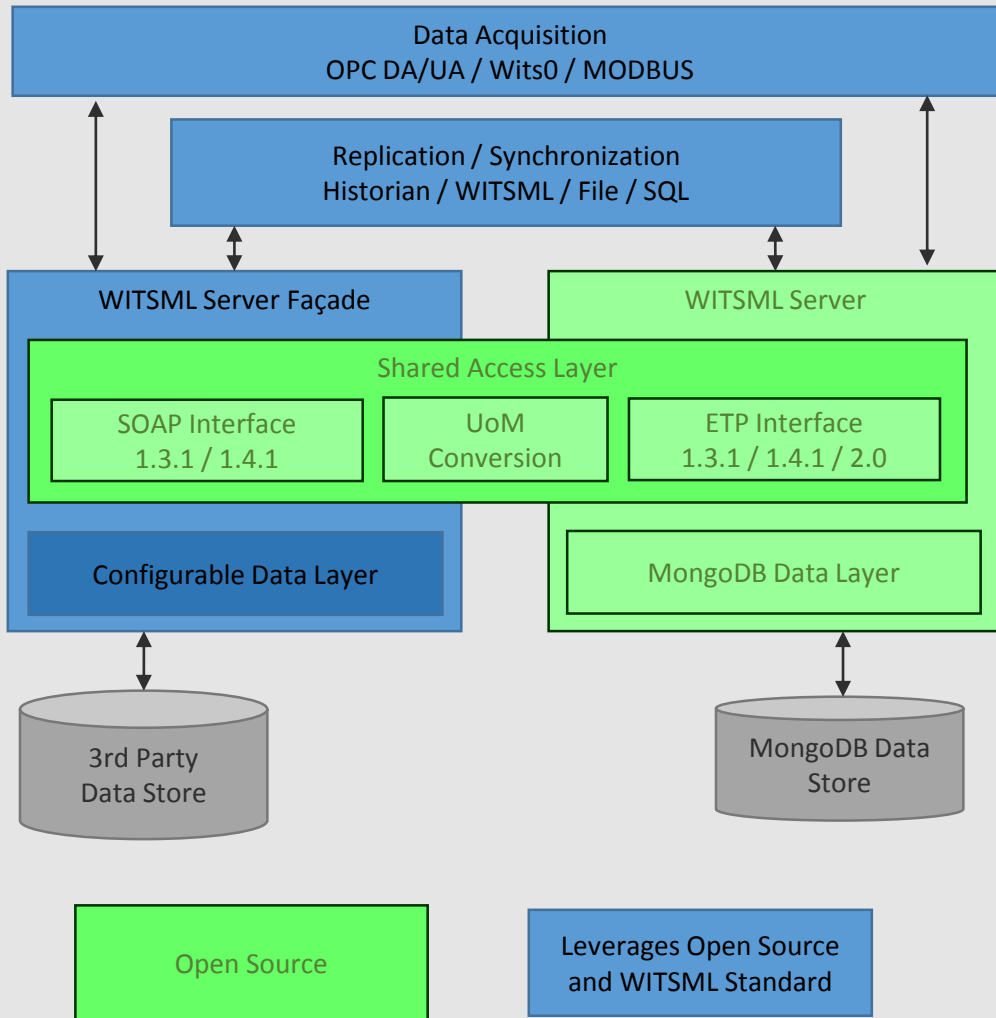 Data Acquisition
OPC DA/UA / Wits0 / MODBUS
Replication / Synchronization
Historian / WITSML / File / SQL
WITSML Server Façade
WITSML Server
Shared Access Layer
SOAP Interface
1.3.1 / 1.4.1
UoM
Conversion
ETP Interface
1.3.1 / 1.4.1 / 2.0
Configurable Data Layer
MongoDB Data Layer
3rd Party
Data Store
MongoDB Data
Store
Open Source
Leverages Open Source
and WITSML Standard